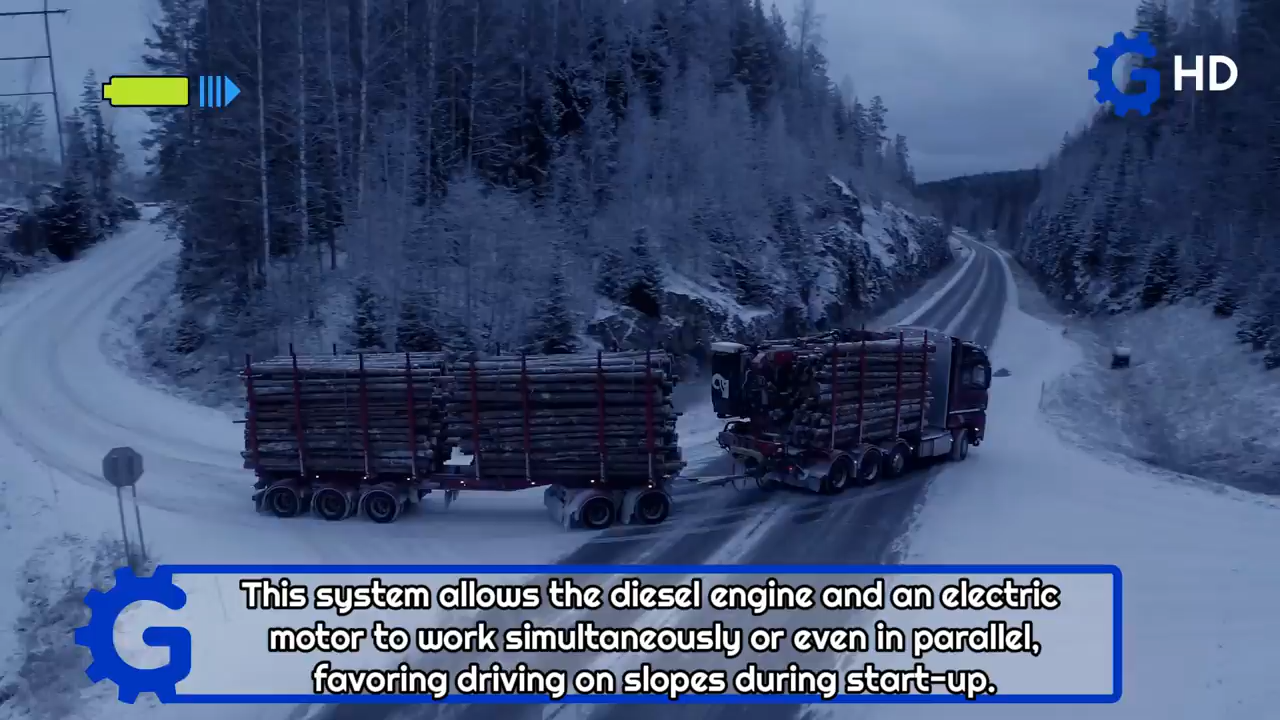 G HD
This system allows the diesel engine and an electric
motor to work simultaneously or even in parallel,
favoring driving on slopes during start-up.
G